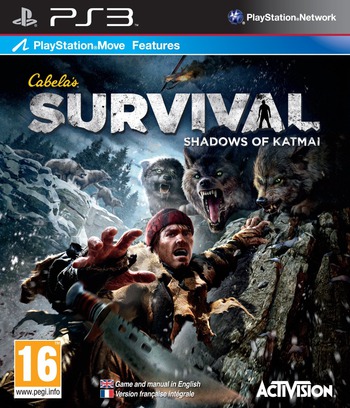 PS3
PlayStation®Network
PlayStation®Move Features
Cabela's
SURVIVAL
SHADOWS OF KATMAI
16
www.pegi.info
Game and manual in English
Version française intégrale
ACTIVISION